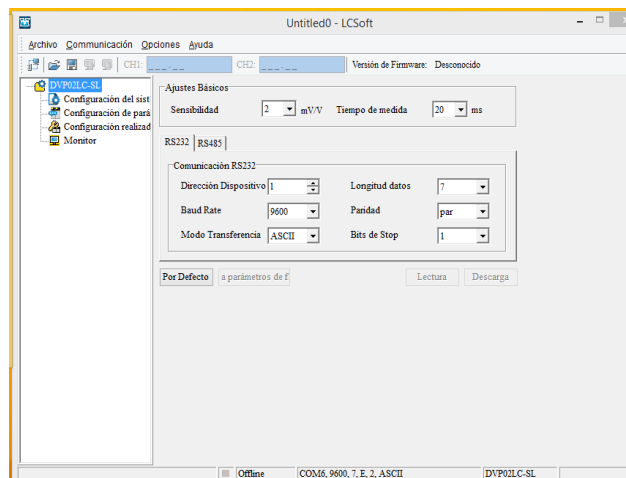 Untitled0 - LCSoft
Archivo Communicación Opciones Ayuda
CH1: _ _ _._ _ CH2: _ _ _._ _ Versión de Firmware: Desconocido
DVP02LC-SL
Configuración del sist
Configuración de pará
Configuración realizad
Monitor
Ajustes Básicos
Sensibilidad 2 mV/V Tiempo de medida 20 ms
RS232 RS485
Comunicación RS232
Dirección Dispositivo 1 Longitud datos 7
Baud Rate 9600 Paridad par
Modo Transferencia ASCII Bits de Stop 1
Por Defecto a parámetros de f Lectura Descarga
Offline COM6, 9600, 7, E, 2, ASCII DVP02LC-SL